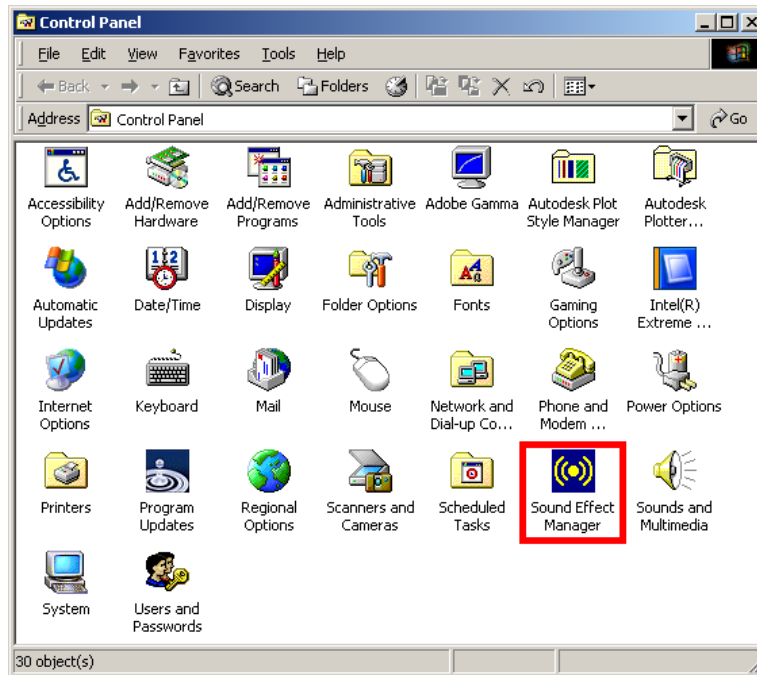 Control Panel
File Edit View Favorites Tools Help
Back Search Folders
Address Control Panel Go
Accessibility Options
Add/Remove Hardware
Add/Remove Programs
Administrative Tools
Adobe Gamma
Autodesk Plot Style Manager
Autodesk Plotter...
Automatic Updates
Date/Time
Display
Folder Options
Fonts
Gaming Options
Intel(R) Extreme ...
Internet Options
Keyboard
Mail
Mouse
Network and Dial-up Co...
Phone and Modem ...
Power Options
Printers
Program Updates
Regional Options
Scanners and Cameras
Scheduled Tasks
Sound Effect Manager
Sounds and Multimedia
System
Users and Passwords
30 object(s)